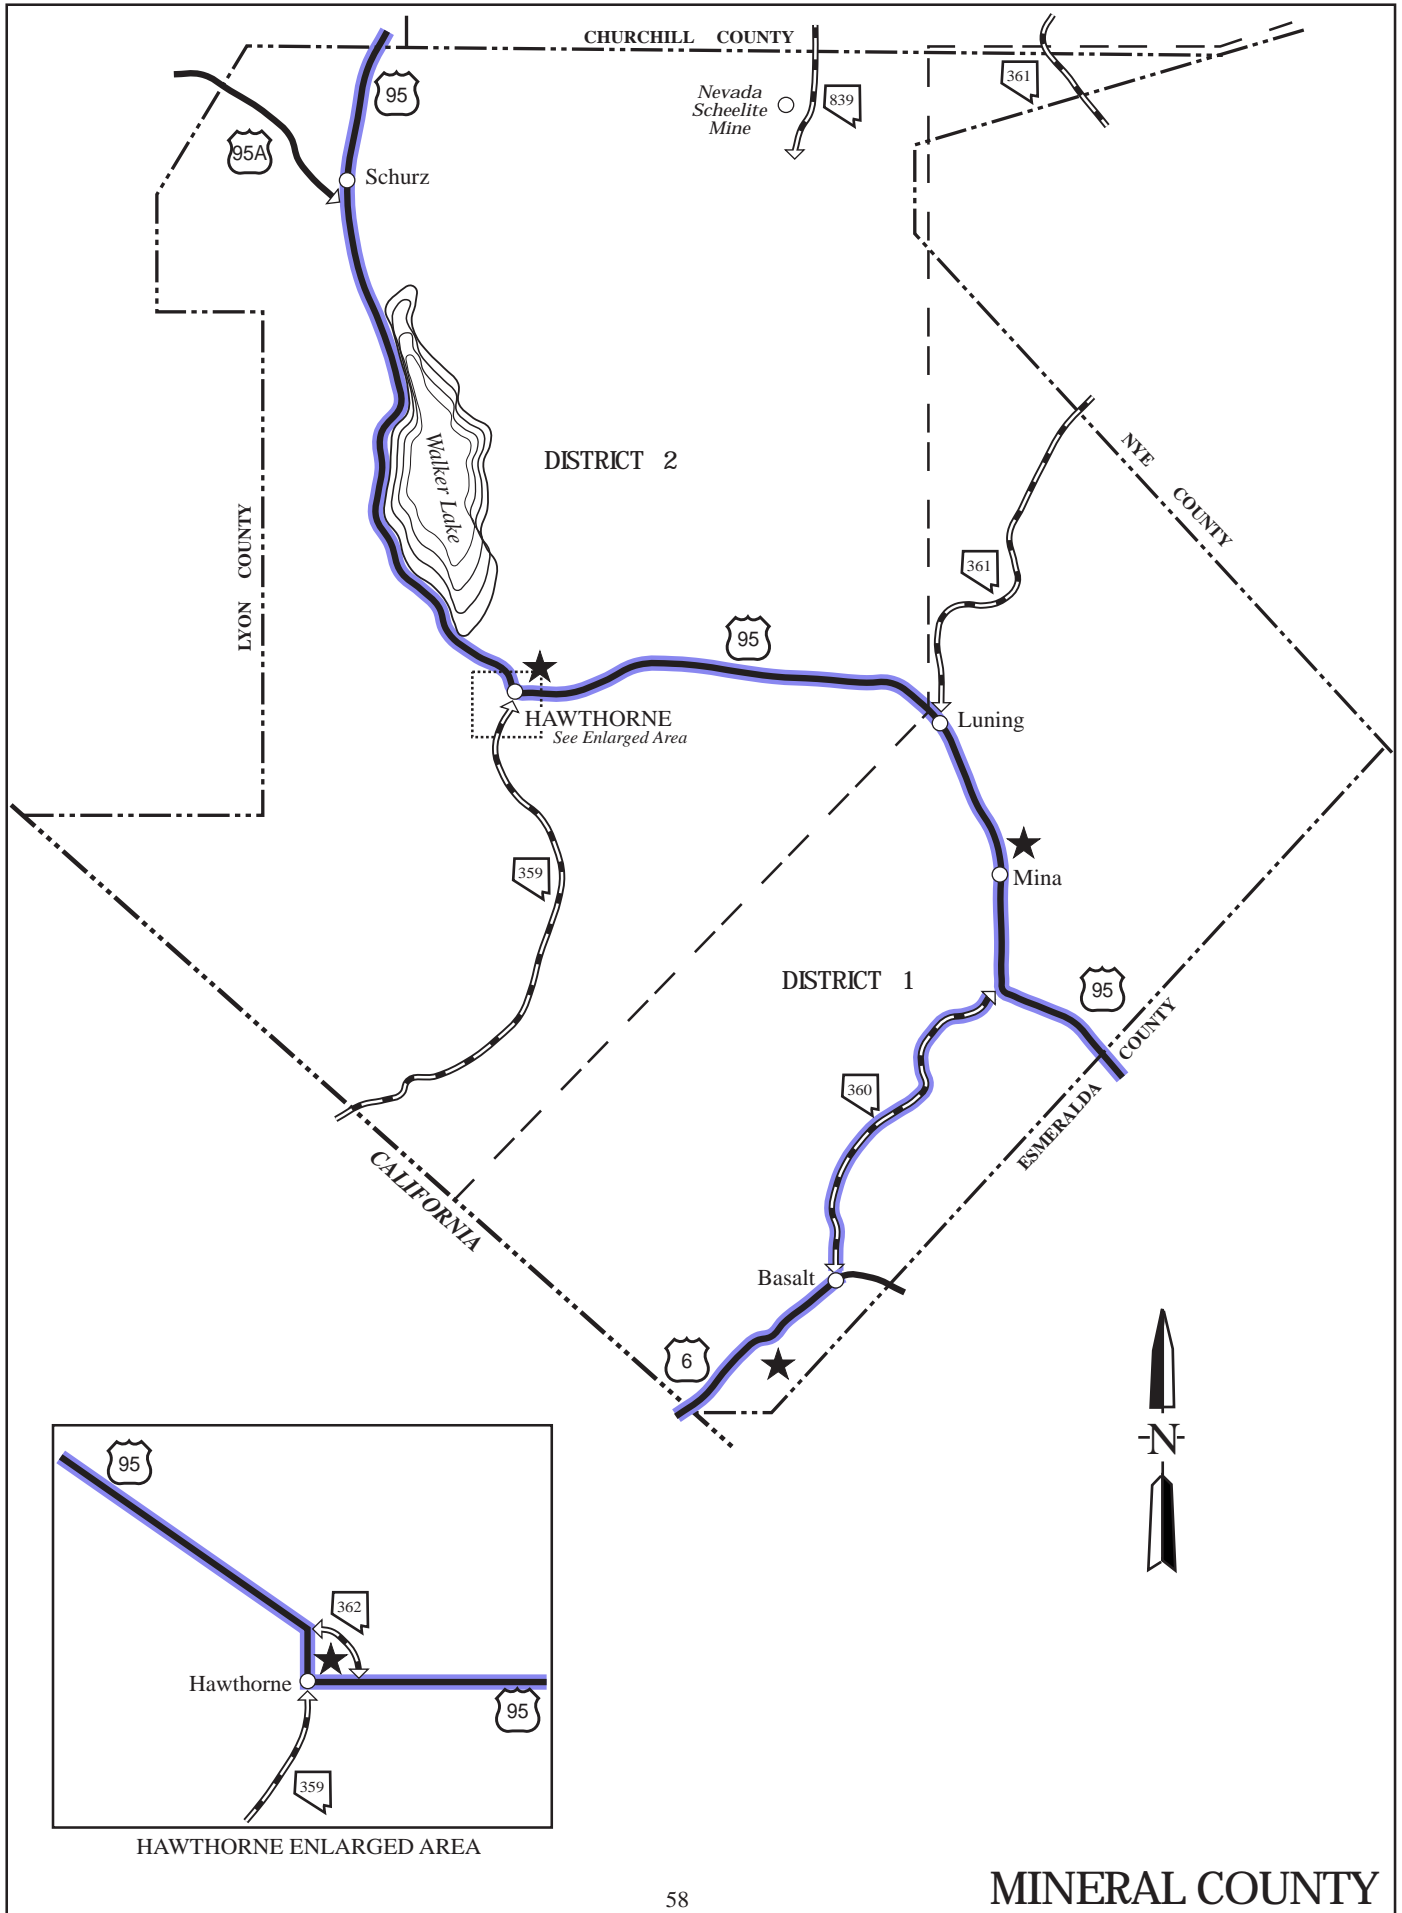 CHURCHILL COUNTY
95
361
Nevada
Scheelite
Mine
839
95A
Schurz
Walker Lake
DISTRICT 2
NYE COUNTY
LYON COUNTY
361
95
HAWTHORNE
See Enlarged Area
Luning
359
Mina
DISTRICT 1
95
ESMERALDA COUNTY
360
CALIFORNIA
Basalt
6
N
95
362
Hawthorne
95
359
HAWTHORNE ENLARGED AREA
58
MINERAL COUNTY